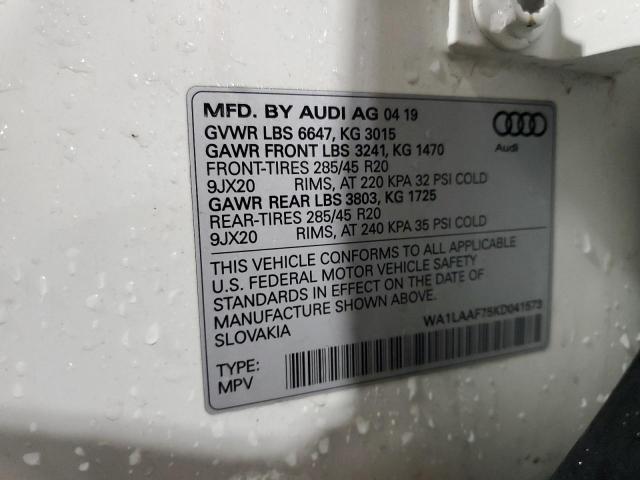 MFD. BY AUDI AG 04 19
GVWR LBS 6647, KG 3015
GAWR FRONT LBS 3241, KG 1470
FRONT-TIRES 285/45 R20
9JX20 RIMS, AT 220 KPA 32 PSI COLD
GAWR REAR LBS 3803, KG 1725
REAR-TIRES 285/45 R20
9JX20 RIMS, AT 240 KPA 35 PSI COLD
Audi
THIS VEHICLE CONFORMS TO ALL APPLICABLE
U.S. FEDERAL MOTOR VEHICLE SAFETY
STANDARDS IN EFFECT ON THE DATE OF
MANUFACTURE SHOWN ABOVE.
SLOVAKIA
WA1LAAF75KD041573
TYPE:
MPV